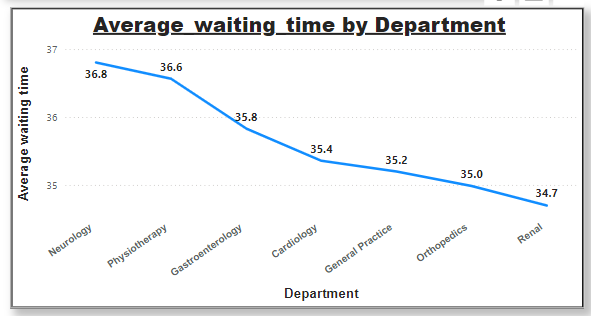 Average waiting time by Department
37
36
35
Average waiting time
36.8
36.6
35.8
35.4
35.2
35.0
34.7
Neurology
Physiotherapy
Gastroenterology
Cardiology
General Practice
Orthopedics
Renal
Department